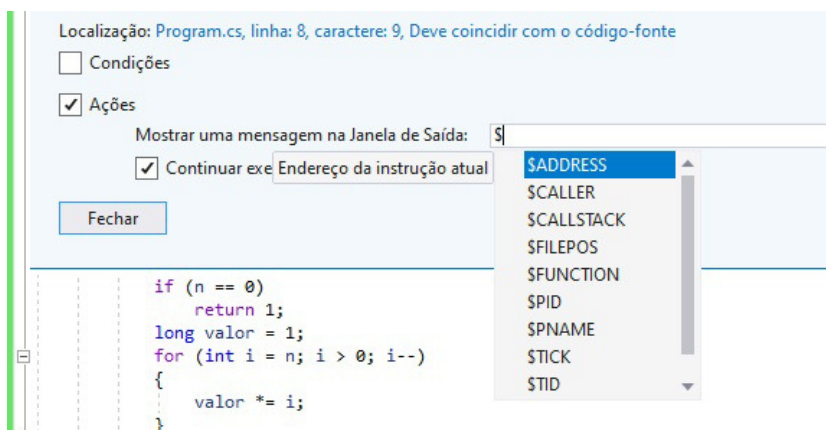 Localização: Program.cs, linha: 8, caractere: 9, Deve coincidir com o código-fonte
Condições
Ações
Mostrar uma mensagem na Janela de Saída: $
Continuar exe Endereço da instrução atual
$ADDRESS
$CALLER
$CALLSTACK
$FILEPOS
$FUNCTION
$PID
$PNAME
$TICK
$TID
Fechar
if (n == 0)
return 1;
long valor = 1;
for (int i = n; i > 0; i--)
{
valor *= i;
}